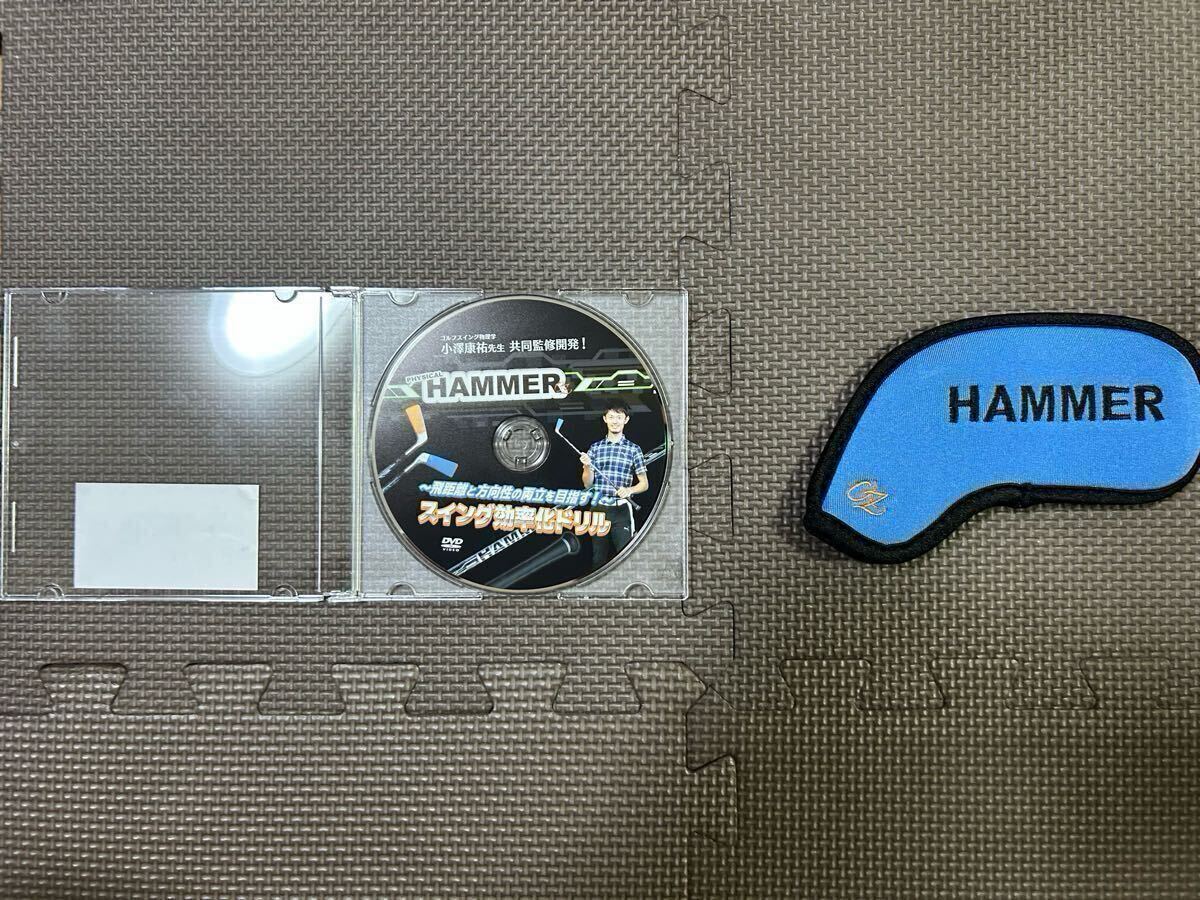 ゴルフスイング物理学
小澤康祐先生 共同監修開発！
PHYSICAL
HAMMER
～飛距離と方向性の両立を目指す！～
スイング効率化ドリル
DVD
VIDEO
HAMMER